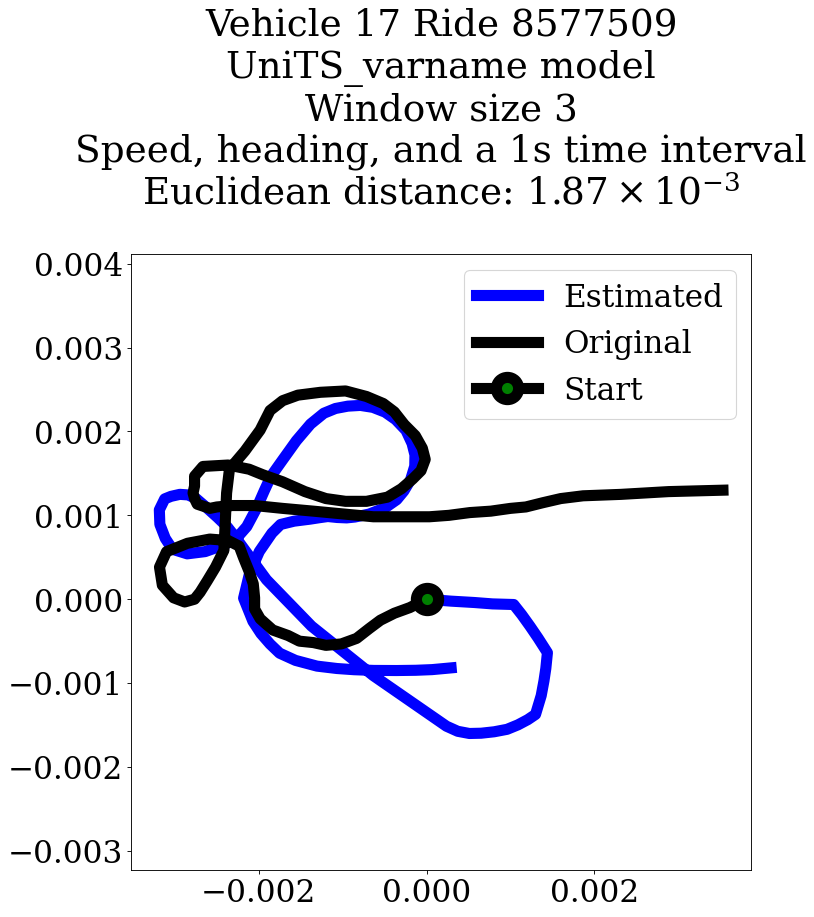 Vehicle 17 Ride 8577509
UniTS_varname model
Window size 3
Speed, heading, and a 1s time interval
Euclidean distance: 1.87 × 10⁻³
Estimated
Original
Start
0.004
0.003
0.002
0.001
0.000
−0.001
−0.002
−0.003
−0.002
0.000
0.002